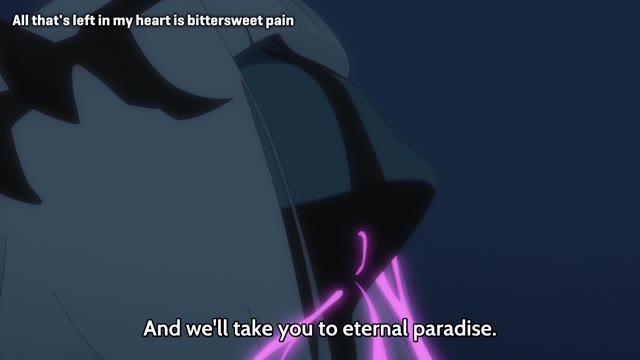 All that's left in my heart is bittersweet pain
And we'll take you to eternal paradise.